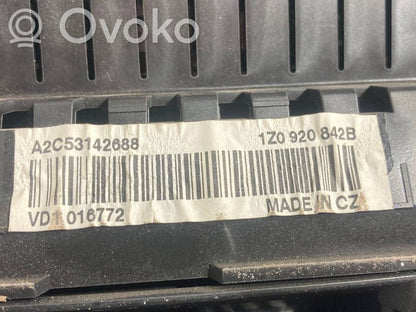 Ovoko
A2C53142688 1Z0 920 842B
VD1 016772 MADE IN CZ